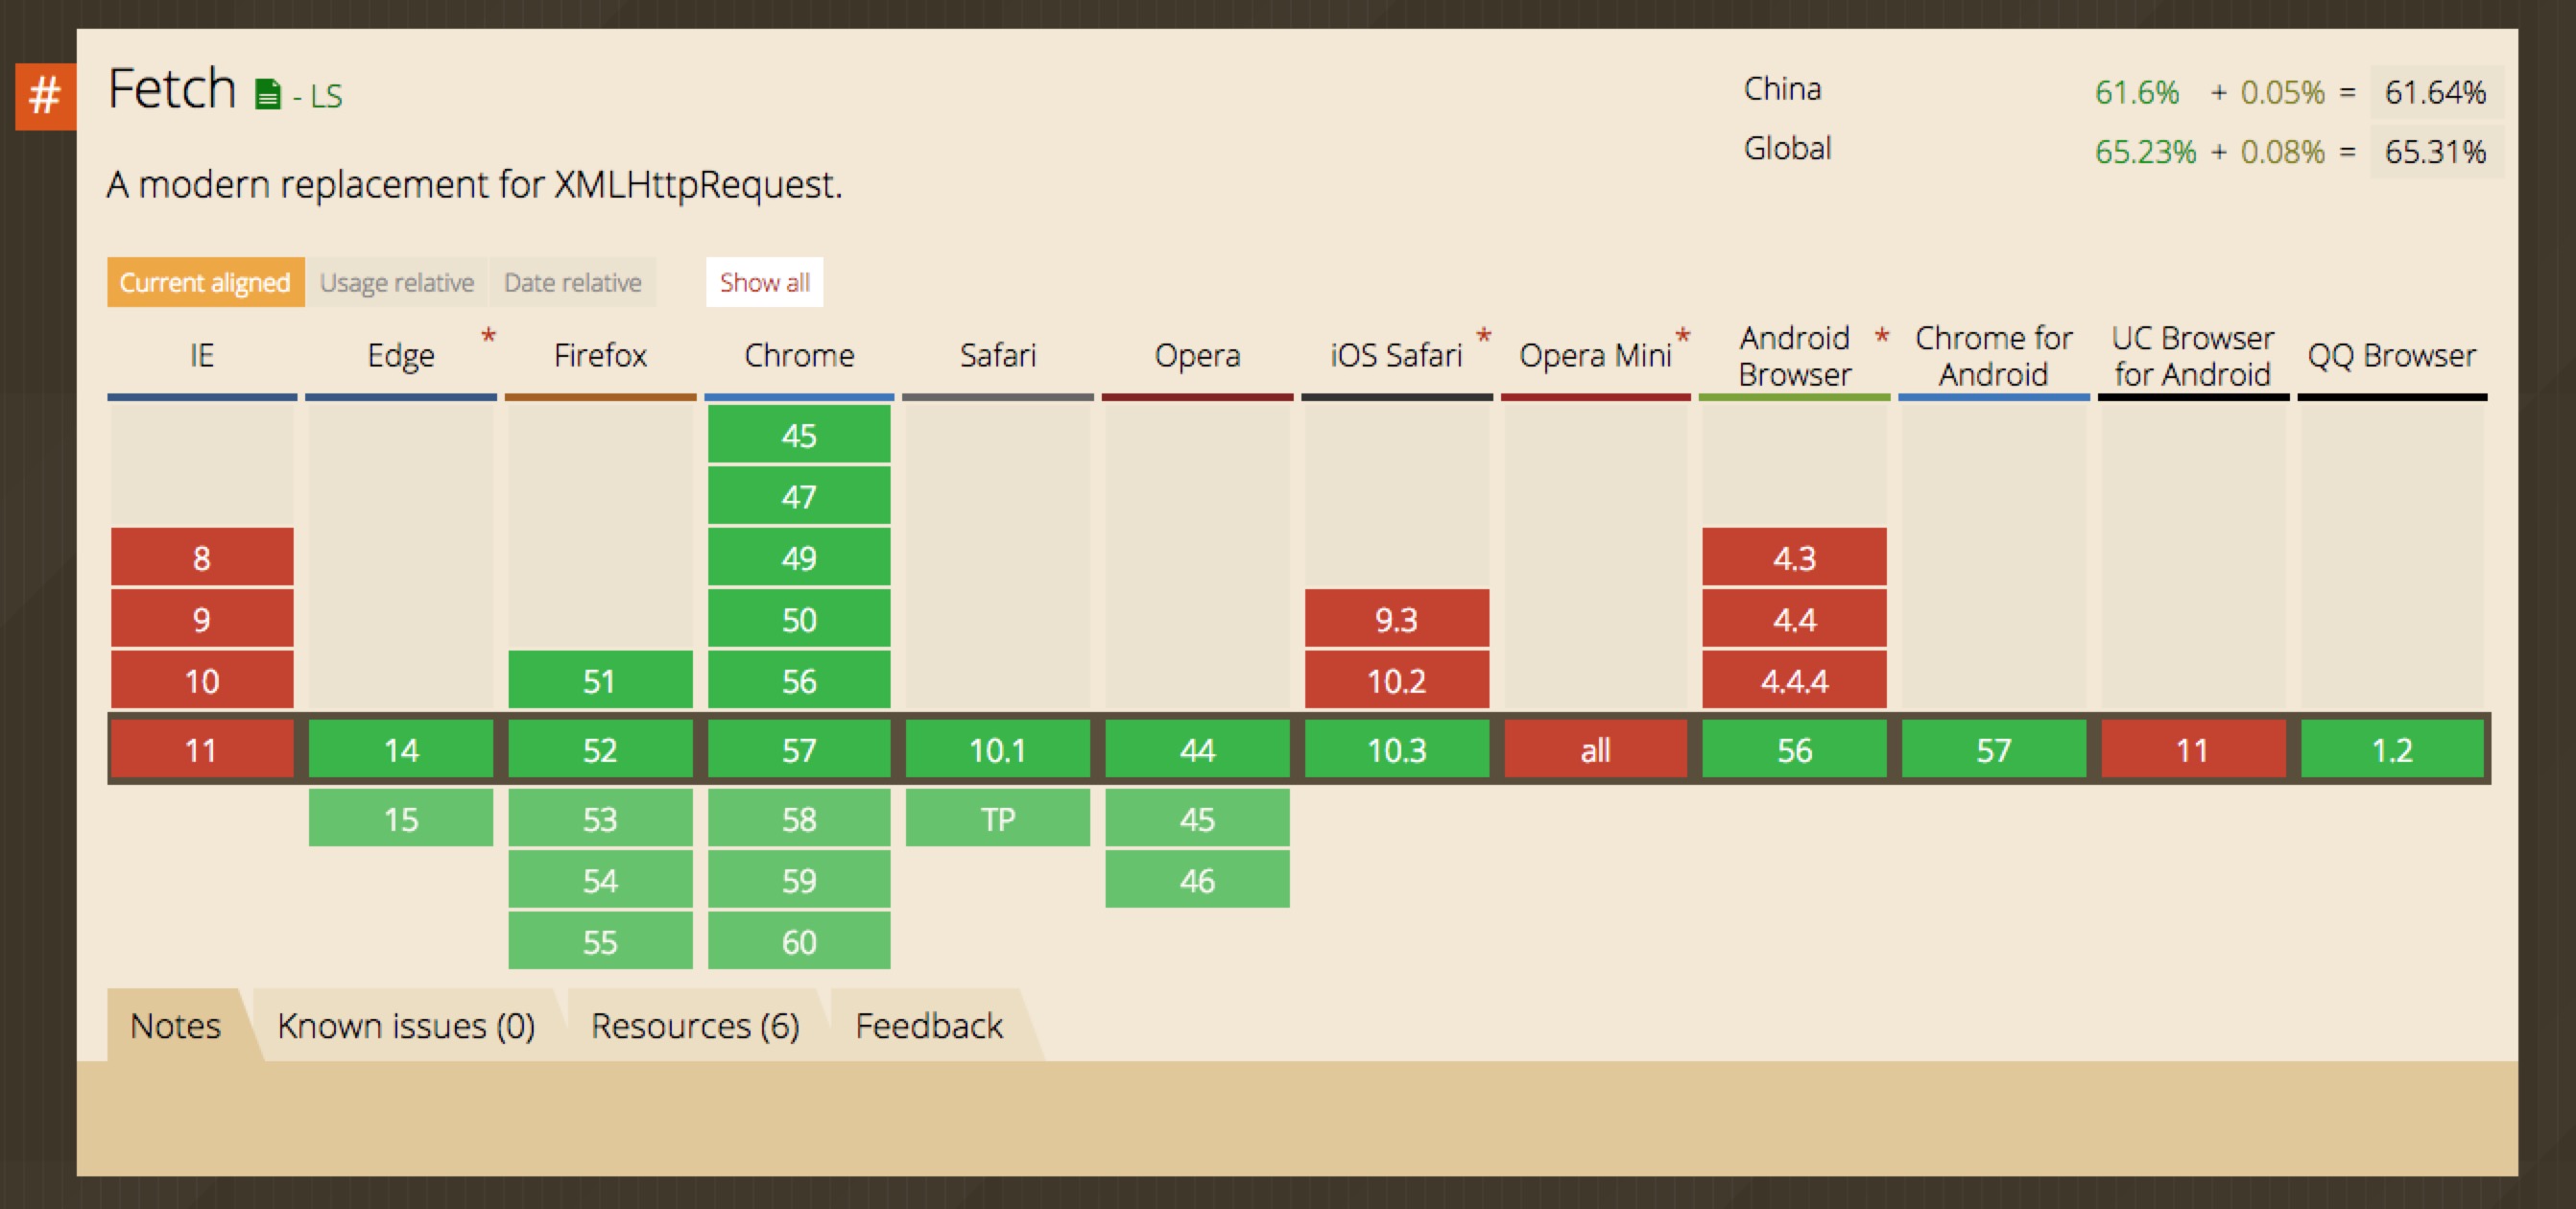 #
Fetch - LS
China 61.6% + 0.05% = 61.64%
Global 65.23% + 0.08% = 65.31%
A modern replacement for XMLHttpRequest.
Current aligned Usage relative Date relative Show all
IE Edge * Firefox Chrome Safari Opera iOS Safari * Opera Mini * Android Browser * Chrome for Android UC Browser for Android QQ Browser
45
47
8 49 4.3
9 50 9.3 4.4
10 51 56 10.2 4.4.4
11 14 52 57 10.1 44 10.3 all 56 57 11 1.2
15 53 58 TP 45
54 59 46
55 60
Notes Known issues (0) Resources (6) Feedback